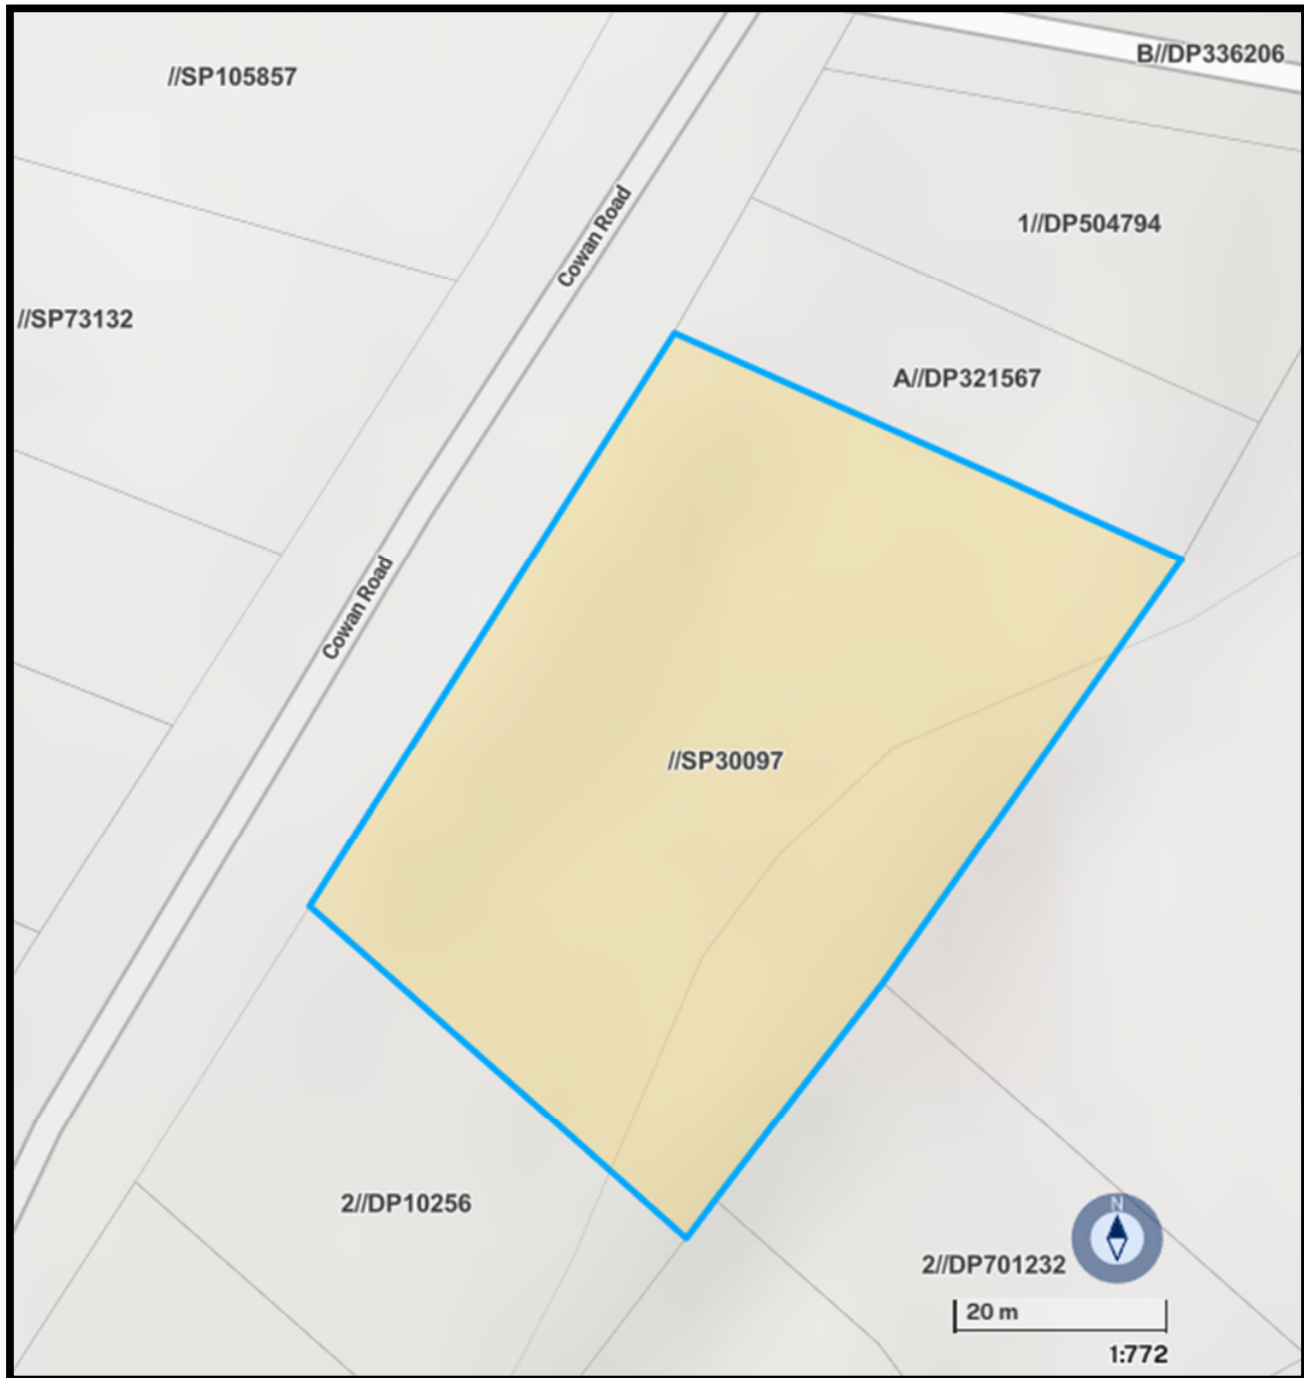 B//DP336206
//SP105857
1//DP504794
Cowan Road
//SP73132
A//DP321567
Cowan Road
//SP30097
2//DP10256
N
2//DP701232
20 m
1:772